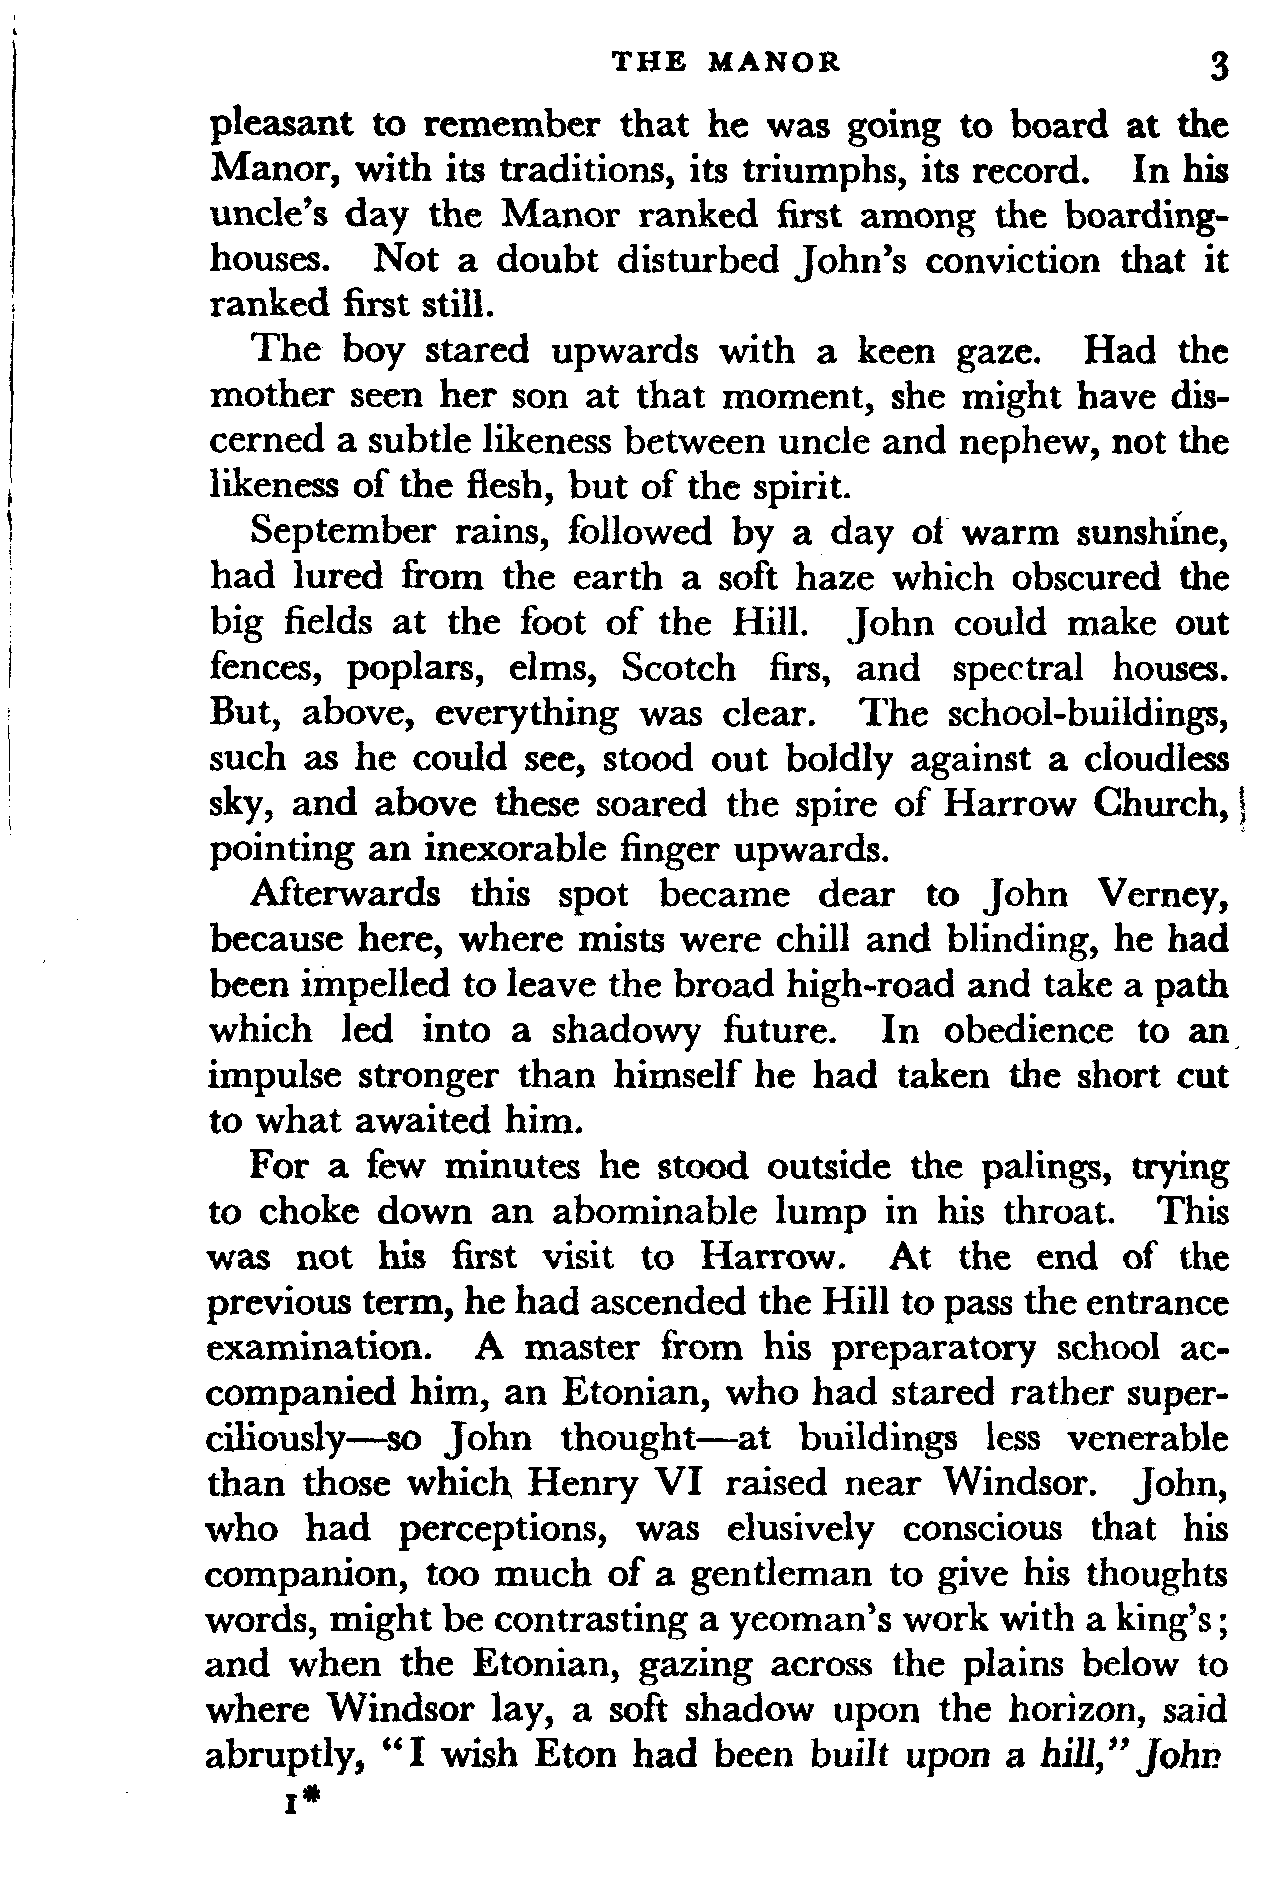 THE MANOR 3
pleasant to remember that he was going to board at the
Manor, with its traditions, its triumphs, its record. In his
uncle's day the Manor ranked first among the boarding-
houses. Not a doubt disturbed John's conviction that it
ranked first still.
The boy stared upwards with a keen gaze. Had the
mother seen her son at that moment, she might have dis-
cerned a subtle likeness between uncle and nephew, not the
likeness of the flesh, but of the spirit.
September rains, followed by a day of warm sunshine,
had lured from the earth a soft haze which obscured the
big fields at the foot of the Hill. John could make out
fences, poplars, elms, Scotch firs, and spectral houses.
But, above, everything was clear. The school-buildings,
such as he could see, stood out boldly against a cloudless
sky, and above these soared the spire of Harrow Church,
pointing an inexorable finger upwards.
Afterwards this spot became dear to John Verney,
because here, where mists were chill and blinding, he had
been impelled to leave the broad high-road and take a path
which led into a shadowy future. In obedience to an
impulse stronger than himself he had taken the short cut
to what awaited him.
For a few minutes he stood outside the palings, trying
to choke down an abominable lump in his throat. This
was not his first visit to Harrow. At the end of the
previous term, he had ascended the Hill to pass the entrance
examination. A master from his preparatory school ac-
companied him, an Etonian, who had stared rather super-
ciliously—so John thought—at buildings less venerable
than those which Henry VI raised near Windsor. John,
who had perceptions, was elusively conscious that his
companion, too much of a gentleman to give his thoughts
words, might be contrasting a yeoman's work with a king's;
and when the Etonian, gazing across the plains below to
where Windsor lay, a soft shadow upon the horizon, said
abruptly, "I wish Eton had been built upon a hill," John
1*